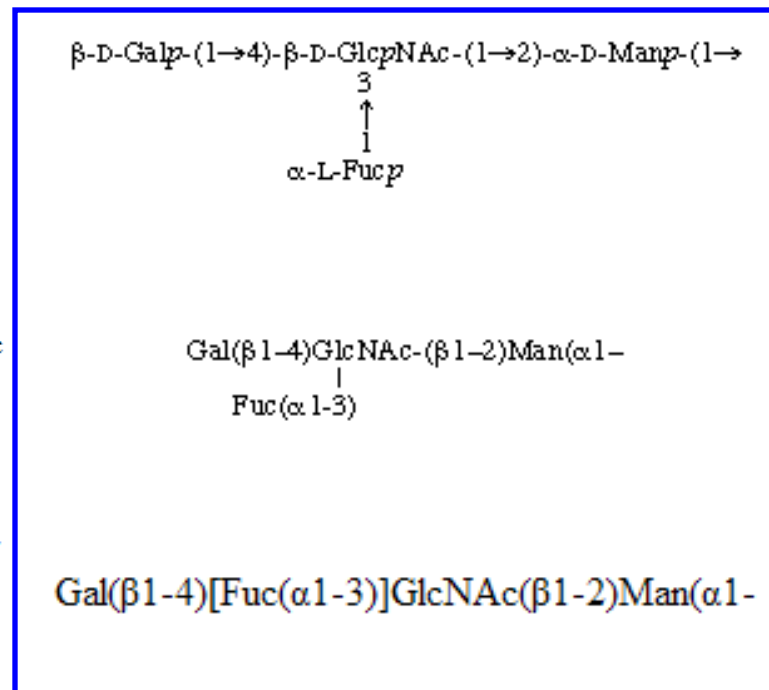 β-D-Galp-(1→4)-β-D-GlcpNAc-(1→2)-α-D-Manp-(1→
3
↑
1
α-L-Fucp
Gal(β1–4)GlcNAc-(β1–2)Man(α1–
|
Fuc(α1-3)
Gal(β1-4)[Fuc(α1-3)]GlcNAc(β1-2)Man(α1-